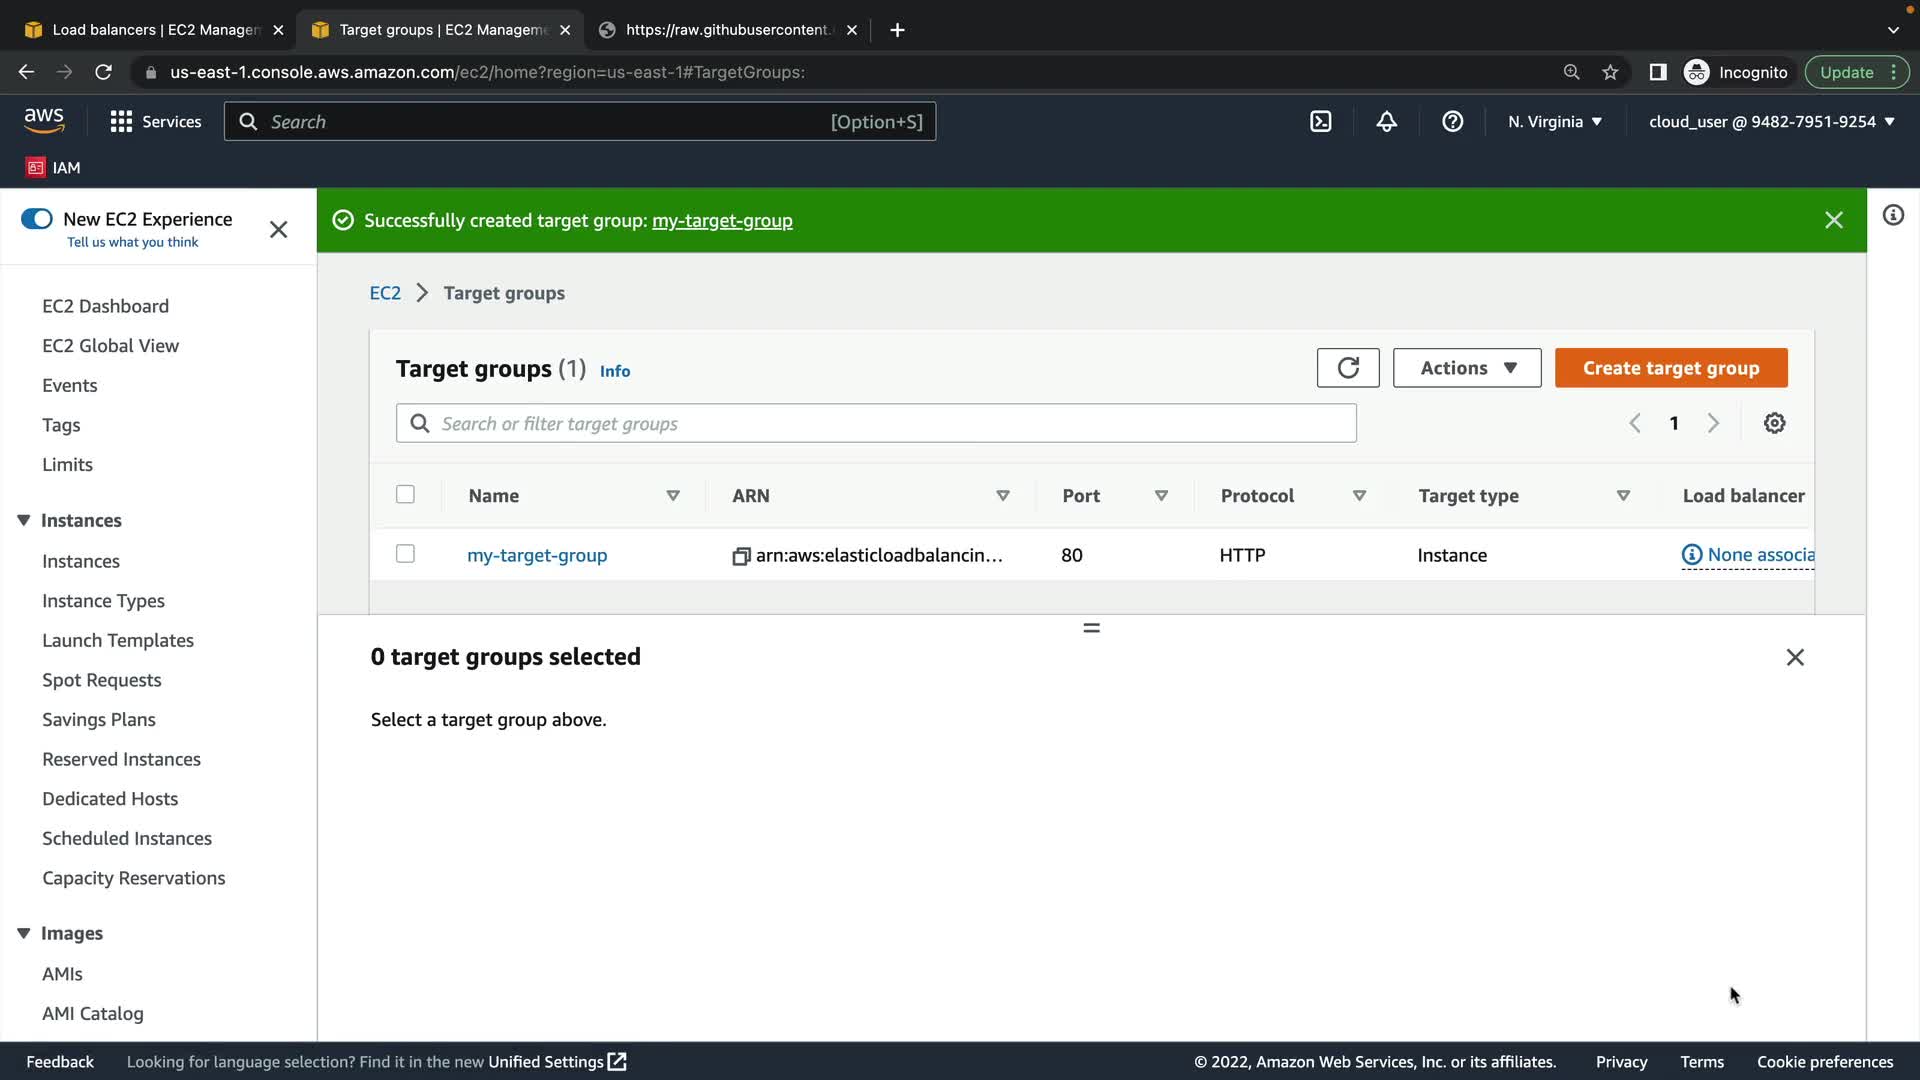 Load balancers | EC2 Managem
Target groups | EC2 Manageme
https://raw.githubusercontent.
us-east-1.console.aws.amazon.com/ec2/home?region=us-east-1#TargetGroups:
Incognito
Update
aws
Services
Search
[Option+S]
N. Virginia
cloud_user @ 9482-7951-9254
IAM
New EC2 Experience
Tell us what you think
EC2 Dashboard
EC2 Global View
Events
Tags
Limits
Instances
Instances
Instance Types
Launch Templates
Spot Requests
Savings Plans
Reserved Instances
Dedicated Hosts
Scheduled Instances
Capacity Reservations
Images
AMIs
AMI Catalog
Successfully created target group: my-target-group
EC2 > Target groups
Target groups (1) Info
Actions
Create target group
Search or filter target groups
1
Name ARN Port Protocol Target type Load balancer
my-target-group arn:aws:elasticloadbalancin... 80 HTTP Instance None associa
0 target groups selected
Select a target group above.
Feedback
Looking for language selection? Find it in the new Unified Settings
© 2022, Amazon Web Services, Inc. or its affiliates.
Privacy
Terms
Cookie preferences